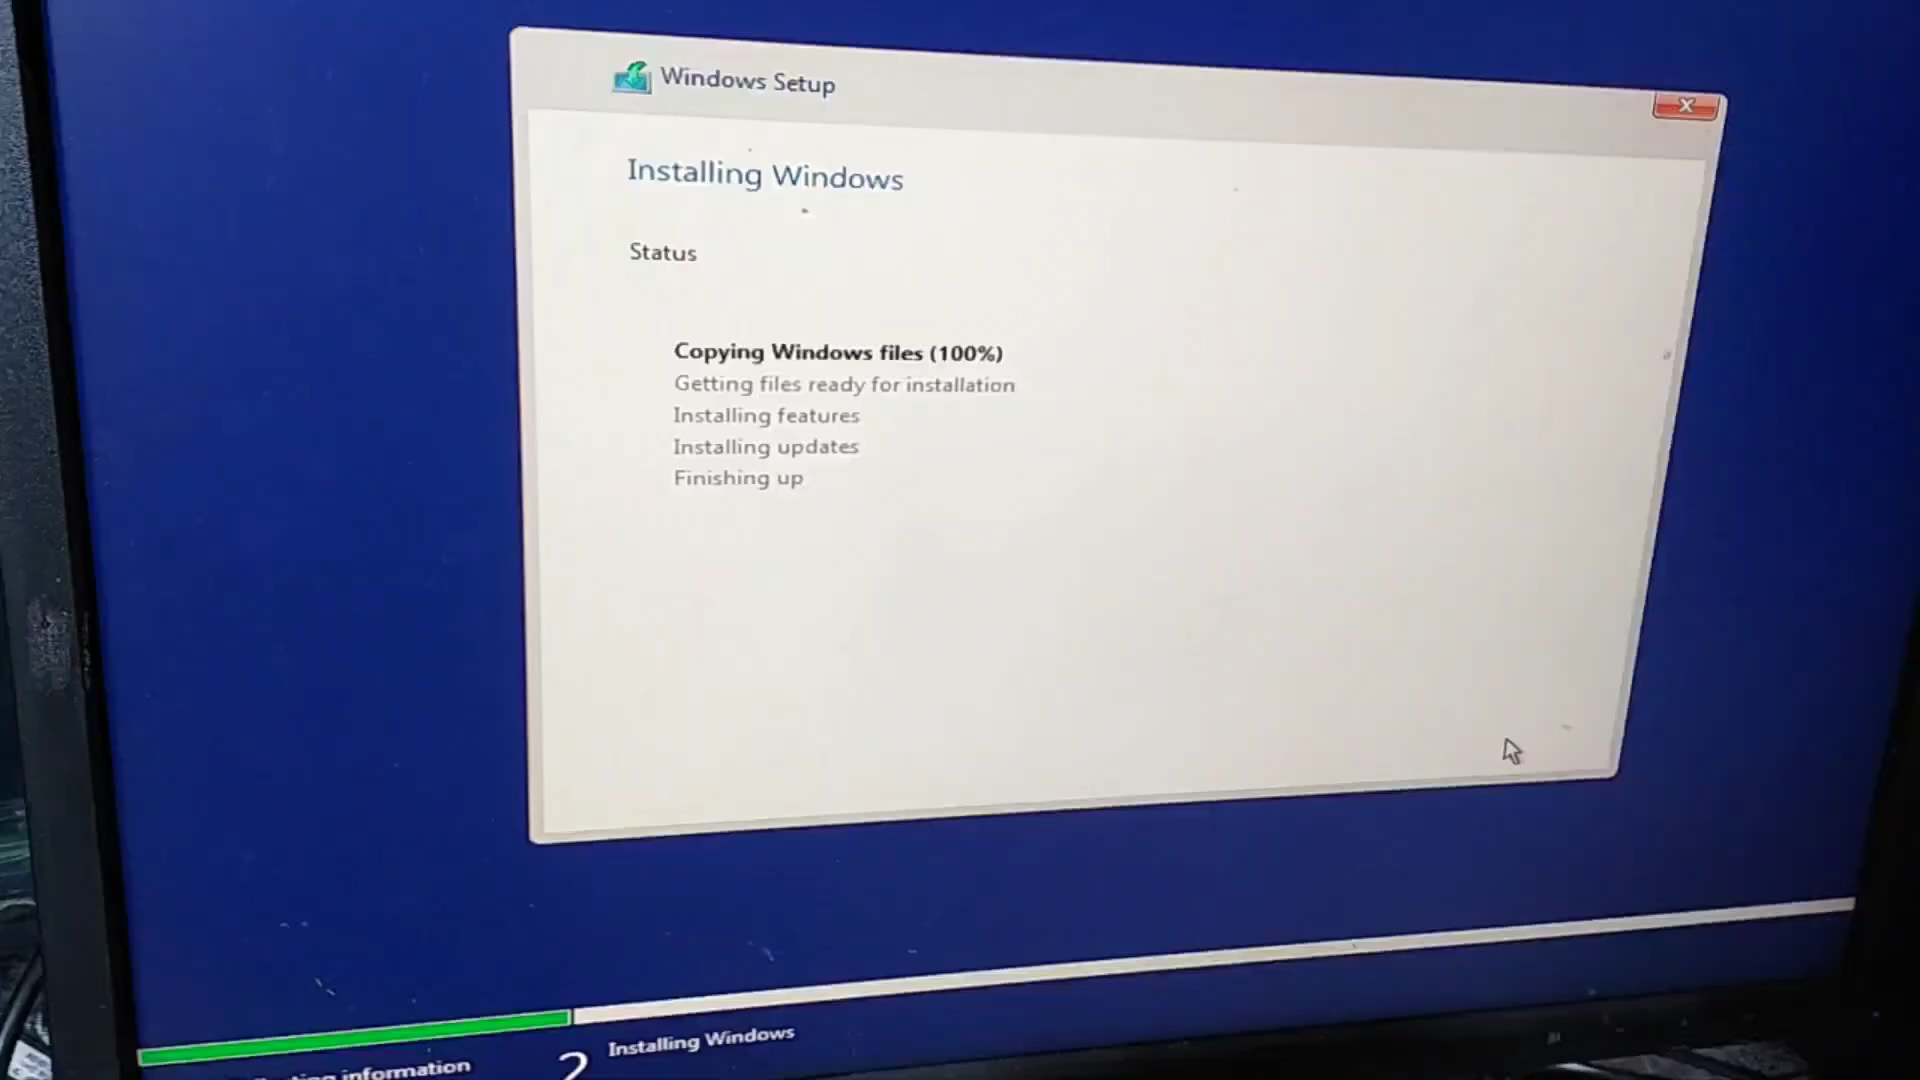 Windows Setup
Installing Windows
Status
Copying Windows files (100%)
Getting files ready for installation
Installing features
Installing updates
Finishing up
information
2 Installing Windows